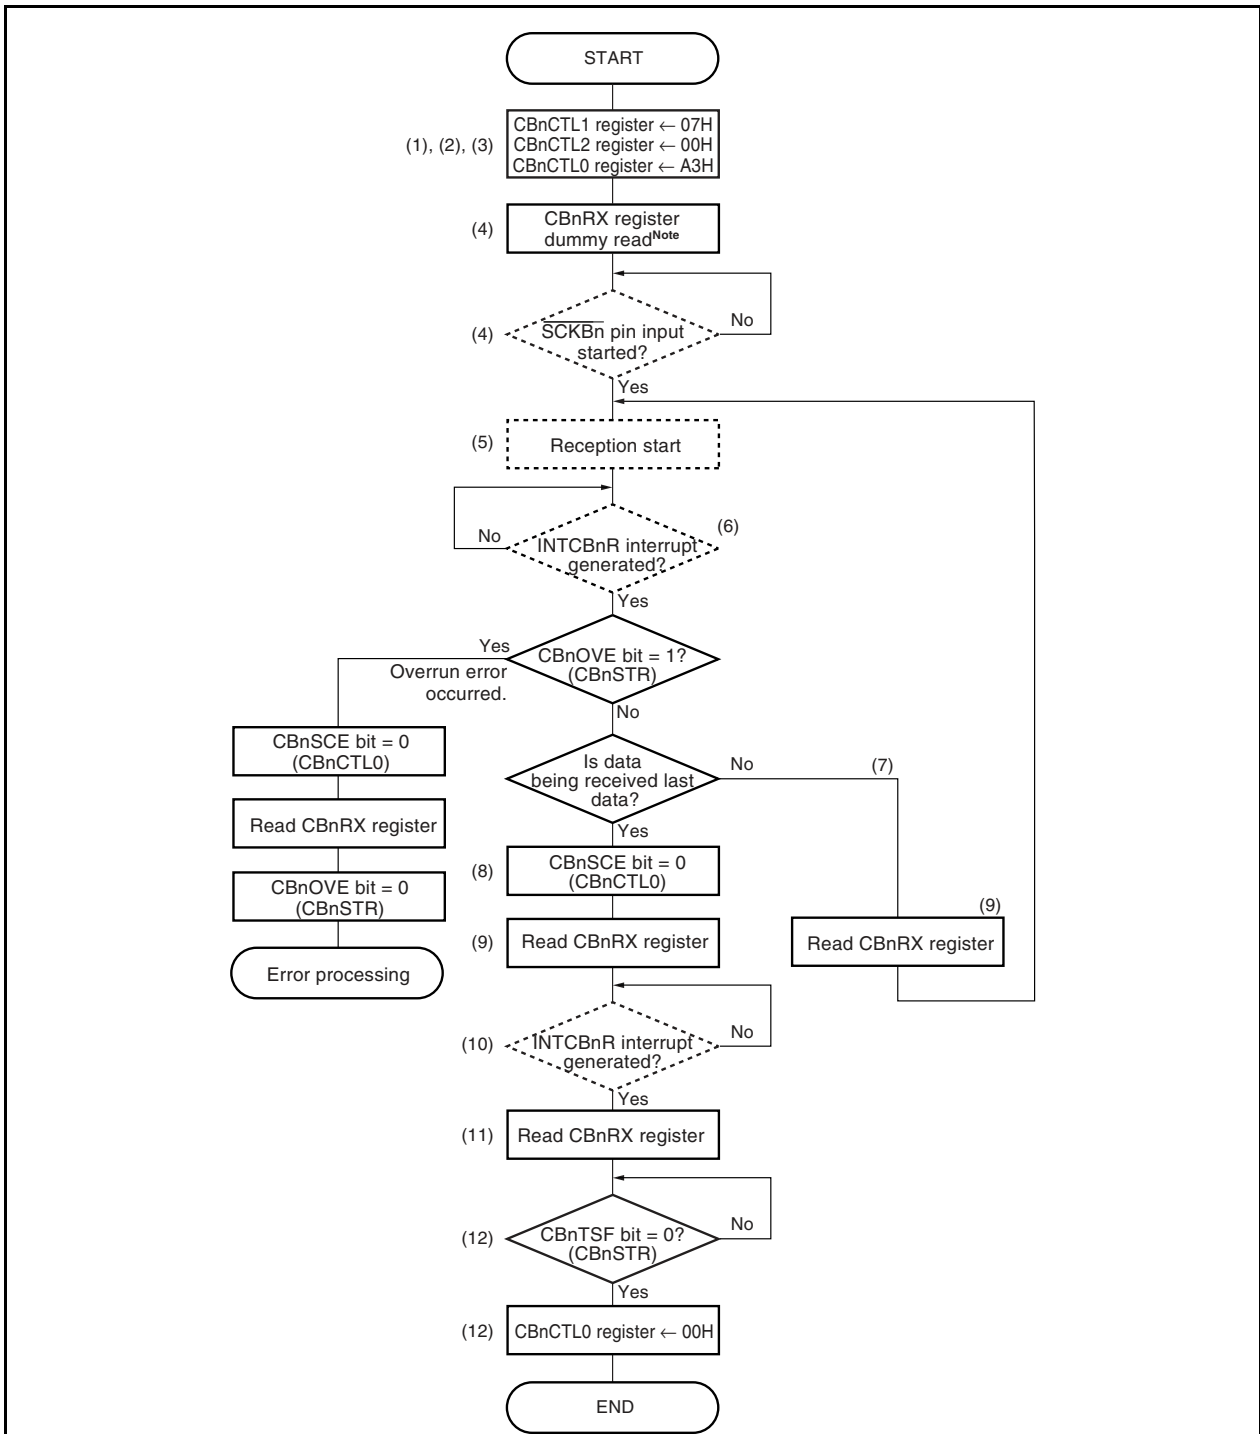 START
(1), (2), (3)
CBnCTL1 register ← 07H
CBnCTL2 register ← 00H
CBnCTL0 register ← A3H
(4)
CBnRX register
dummy readNote
(4)
SCKBn pin input
started?
No
Yes
(5)
Reception start
No
INTCBnR interrupt
generated?
(6)
Yes
Yes
CBnOVE bit = 1?
(CBnSTR)
Overrun error
occurred.
No
CBnSCE bit = 0
(CBnCTL0)
Read CBnRX register
CBnOVE bit = 0
(CBnSTR)
Error processing
Is data
being received last
data?
No
(7)
Yes
(8)
CBnSCE bit = 0
(CBnCTL0)
(9)
Read CBnRX register
(9)
Read CBnRX register
(10)
INTCBnR interrupt
generated?
No
Yes
(11)
Read CBnRX register
(12)
CBnTSF bit = 0?
(CBnSTR)
No
Yes
(12)
CBnCTL0 register ← 00H
END